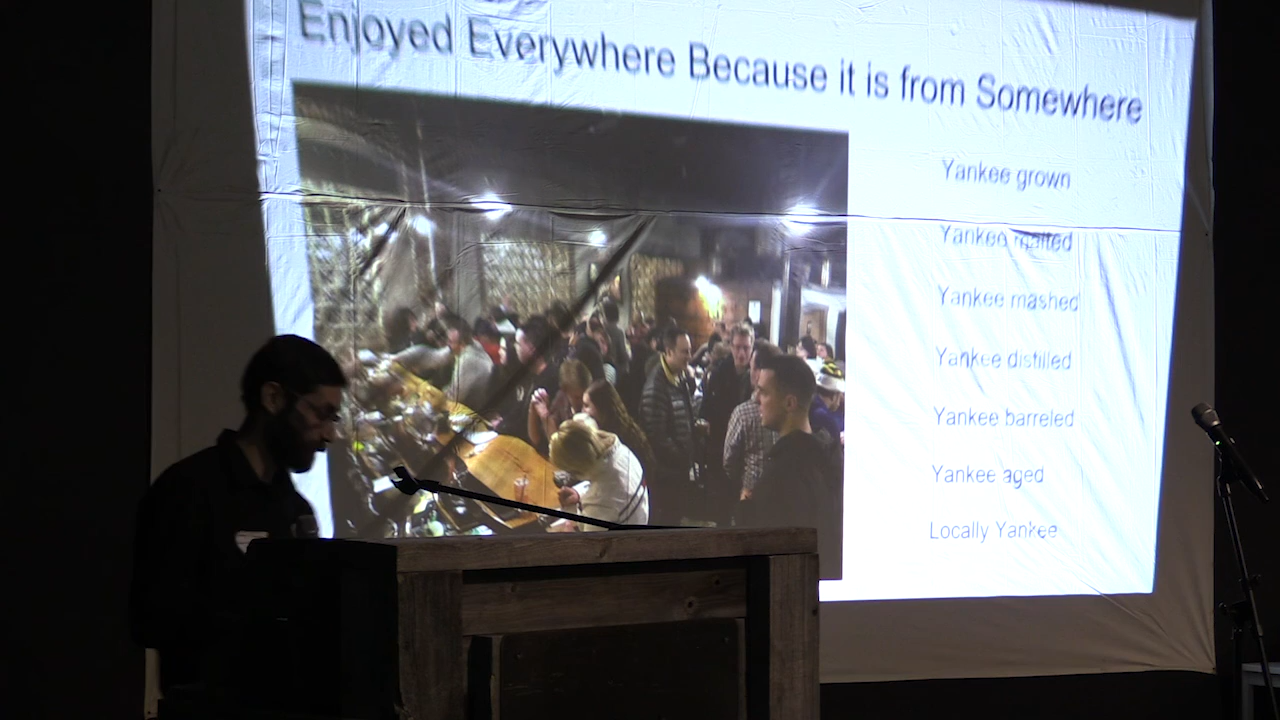 Enjoyed Everywhere Because it is from Somewhere
Yankee grown
Yankee malted
Yankee mashed
Yankee distilled
Yankee barreled
Yankee aged
Locally Yankee